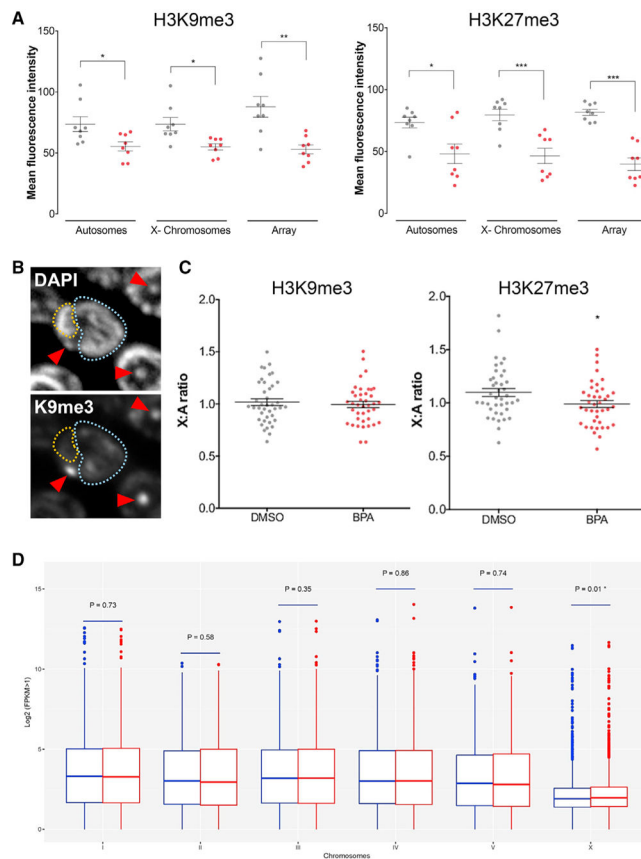 A
H3K9me3
H3K27me3
Mean fluorescence intensity
150
100
50
0
*
*
**
Autosomes
X- Chromosomes
Array
Mean fluorescence intensity
150
100
50
0
*
***
***
Autosomes
X- Chromosomes
Array
B
DAPI
K9me3
C
H3K9me3
H3K27me3
X:A ratio
2.0
1.5
1.0
0.5
0.0
DMSO
BPA
X:A ratio
2.0
1.5
1.0
0.5
0.0
*
DMSO
BPA
D
Log2 (FPKM>1)
15
10
5
0
P = 0.73
P = 0.58
P = 0.35
P = 0.86
P = 0.74
P = 0.01 *
I
II
III
IV
V
X
Chromosomes